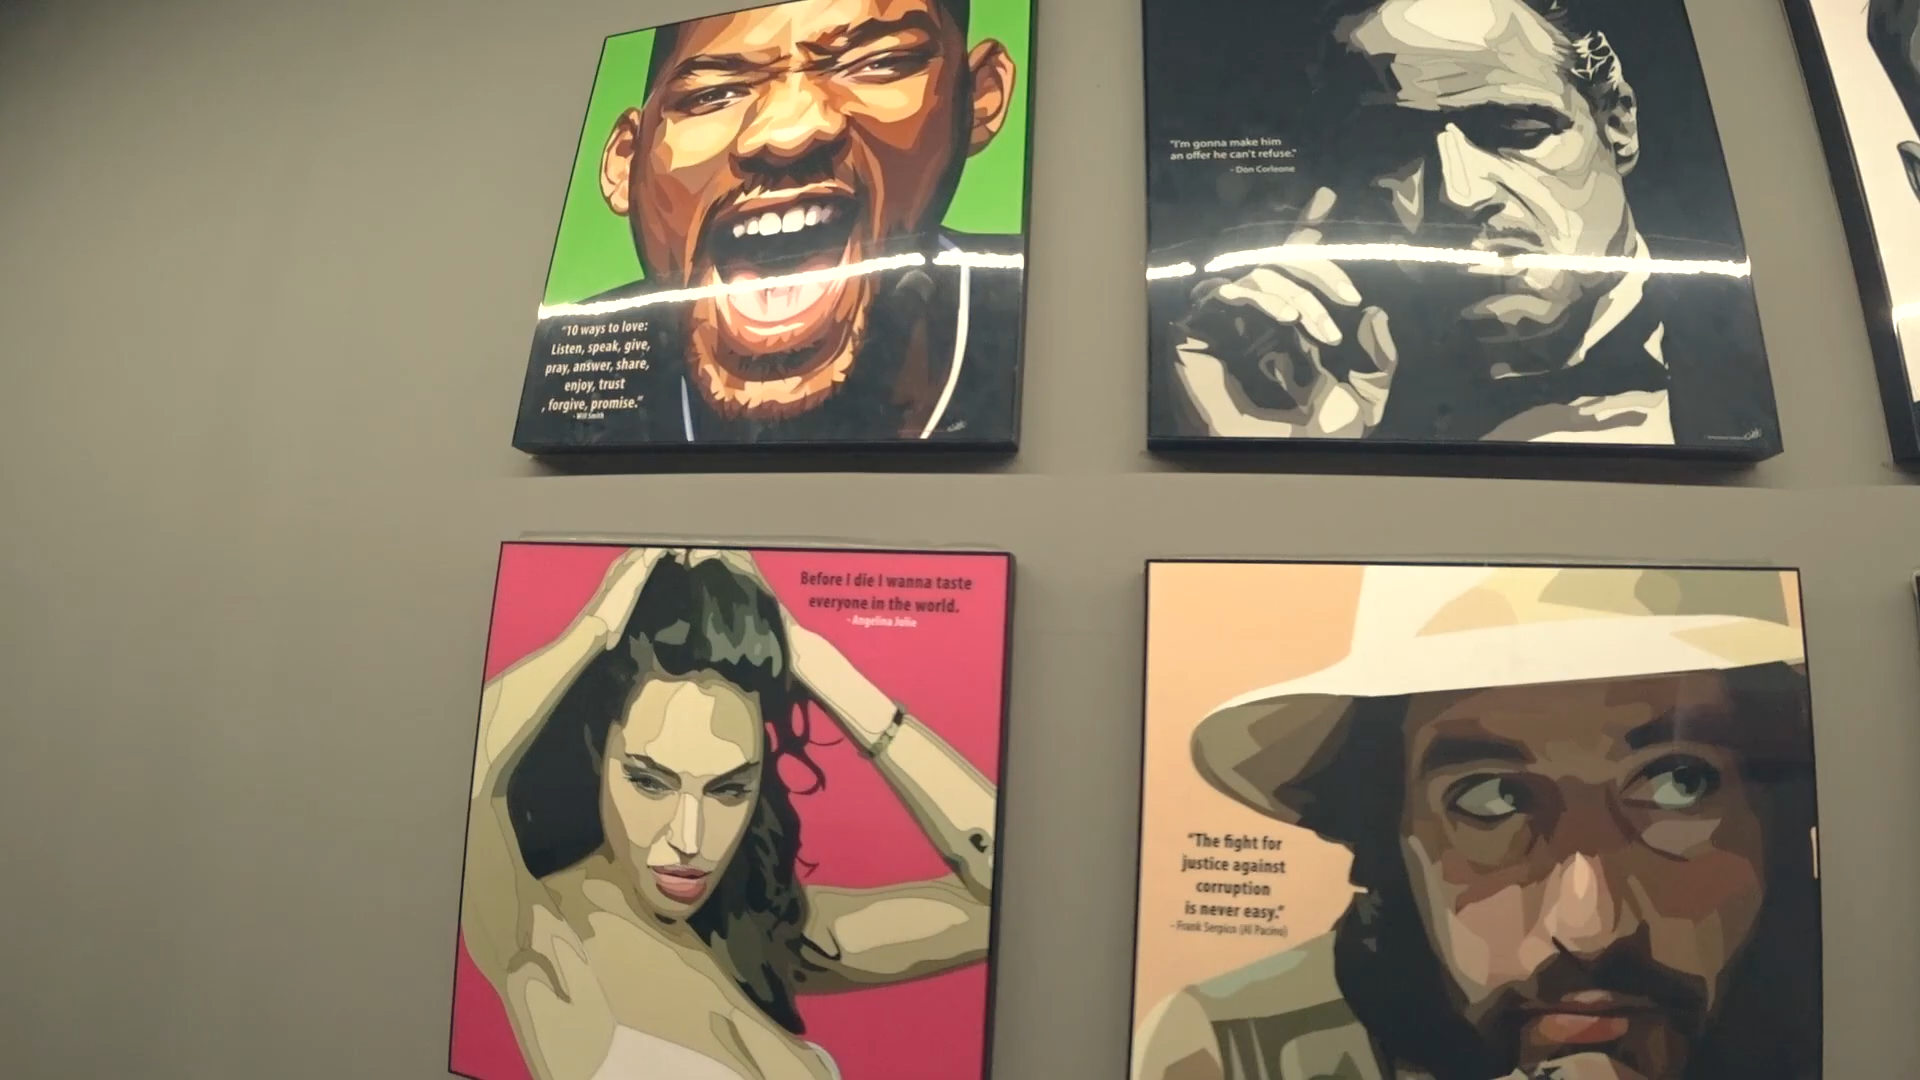 "10 ways to love:
Listen, speak, give,
pray, answer, share,
enjoy, trust
, forgive, promise."
- Will Smith
"I'm gonna make him
an offer he can't refuse."
- Don Corleone
Before I die I wanna taste
everyone in the world.
- Angelina Jolie
"The fight for
justice against
corruption
is never easy."
- Frank Serpico (Al Pacino)